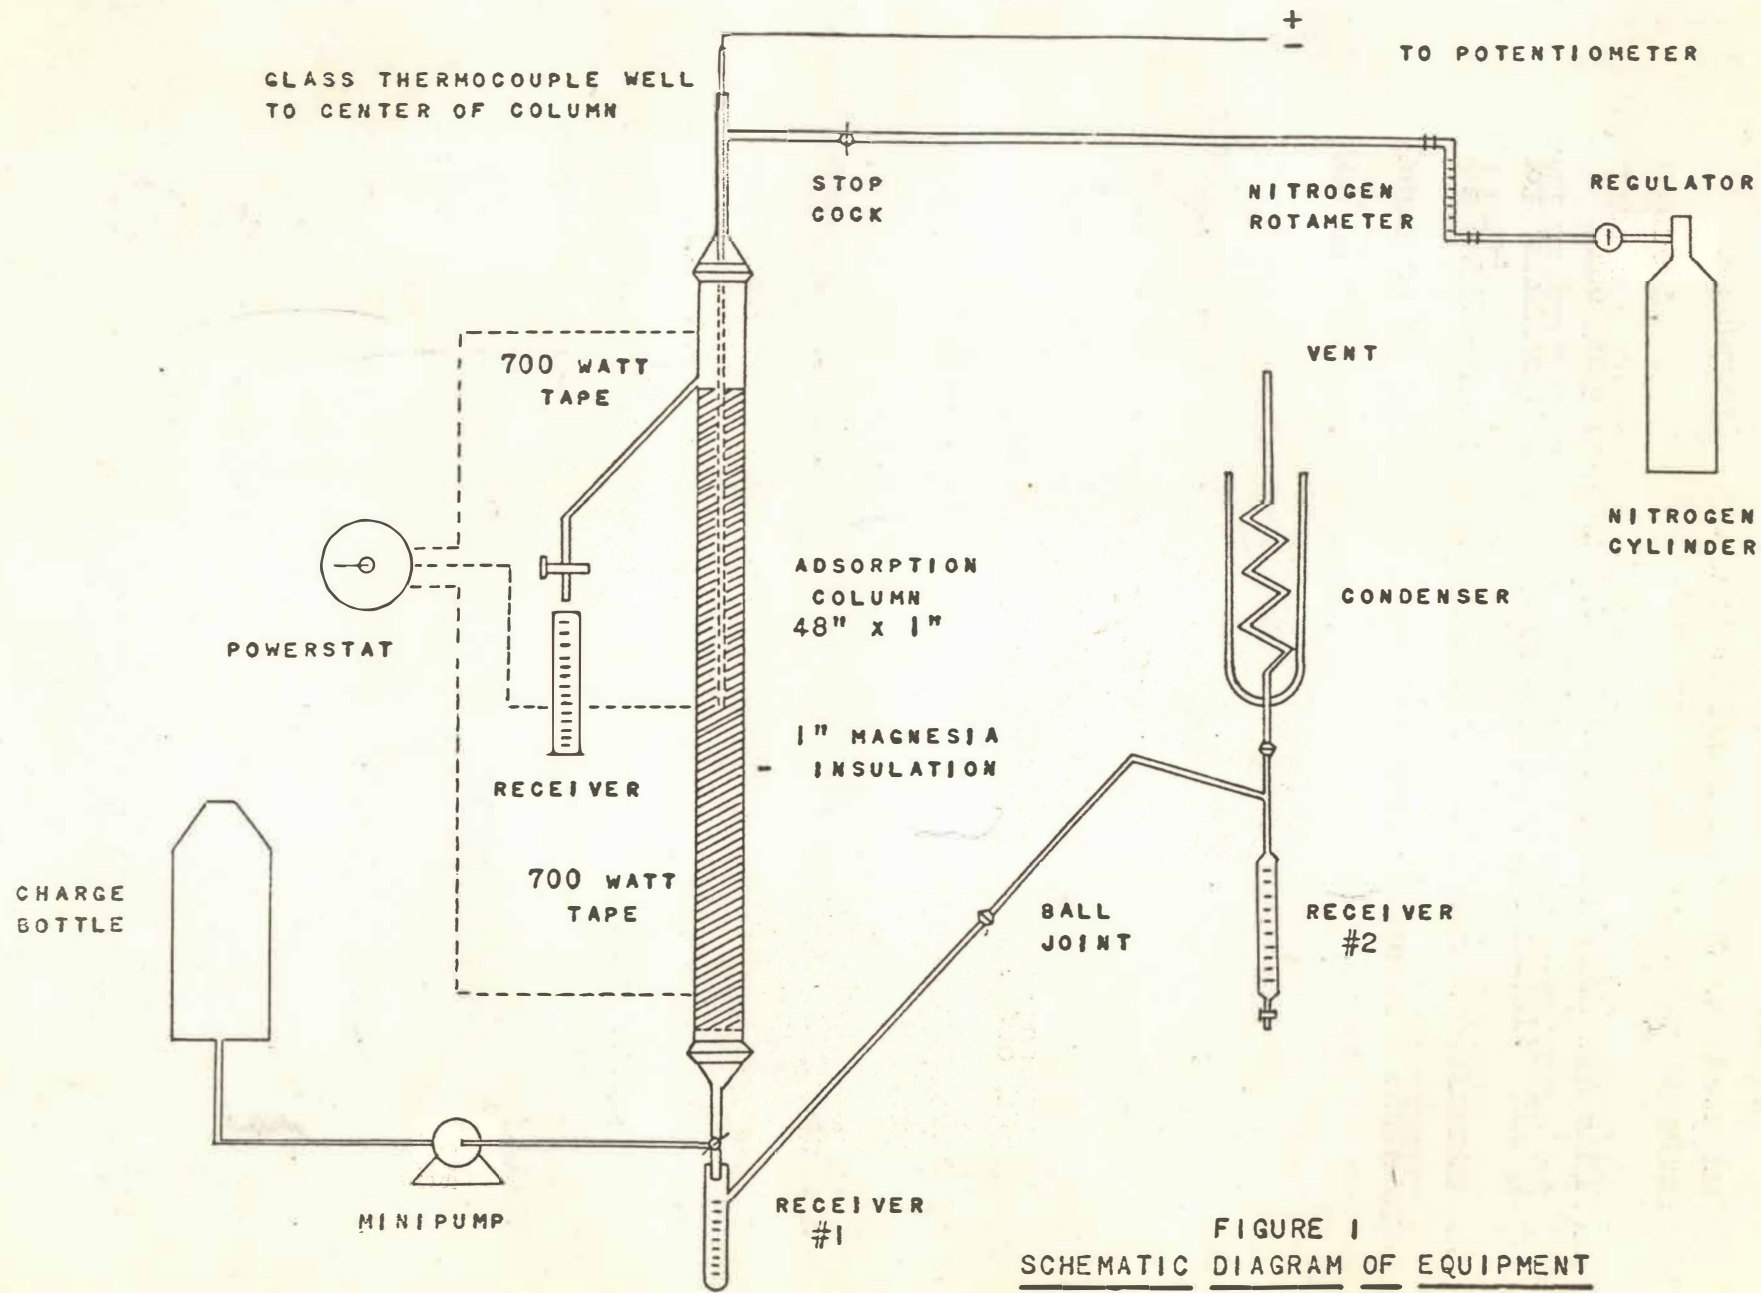 +
-
TO POTENTIOMETER
GLASS THERMOCOUPLE WELL
TO CENTER OF COLUMN
STOP
COCK
NITROGEN
ROTAMETER
REGULATOR
700 WATT
TAPE
VENT
NITROGEN
CYLINDER
ADSORPTION
COLUMN
48" X 1"
CONDENSER
POWERSTAT
1" MAGNESIA
INSULATION
RECEIVER
700 WATT
TAPE
CHARGE
BOTTLE
BALL
JOINT
RECEIVER
#2
MINIPUMP
RECEIVER
#1
FIGURE 1
SCHEMATIC DIAGRAM OF EQUIPMENT